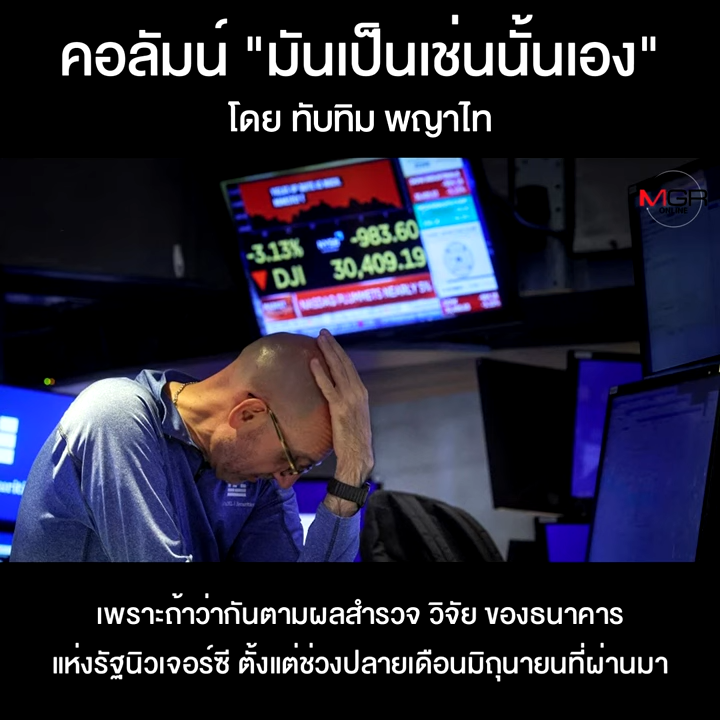 คอลัมน์ "มันเป็นเช่นนั้นเอง"
โดย ทับทิม พญาไท
MGR
ONLINE
-3.13%
-983.60
DJI
30,409.19
NASDAQ PLUMMETS NEARLY 5%
เพราะถ้าว่ากันตามผลสำรวจ วิจัย ของธนาคาร
แห่งรัฐนิวเจอร์ซี ตั้งแต่ช่วงปลายเดือนมิถุนายนที่ผ่านมา